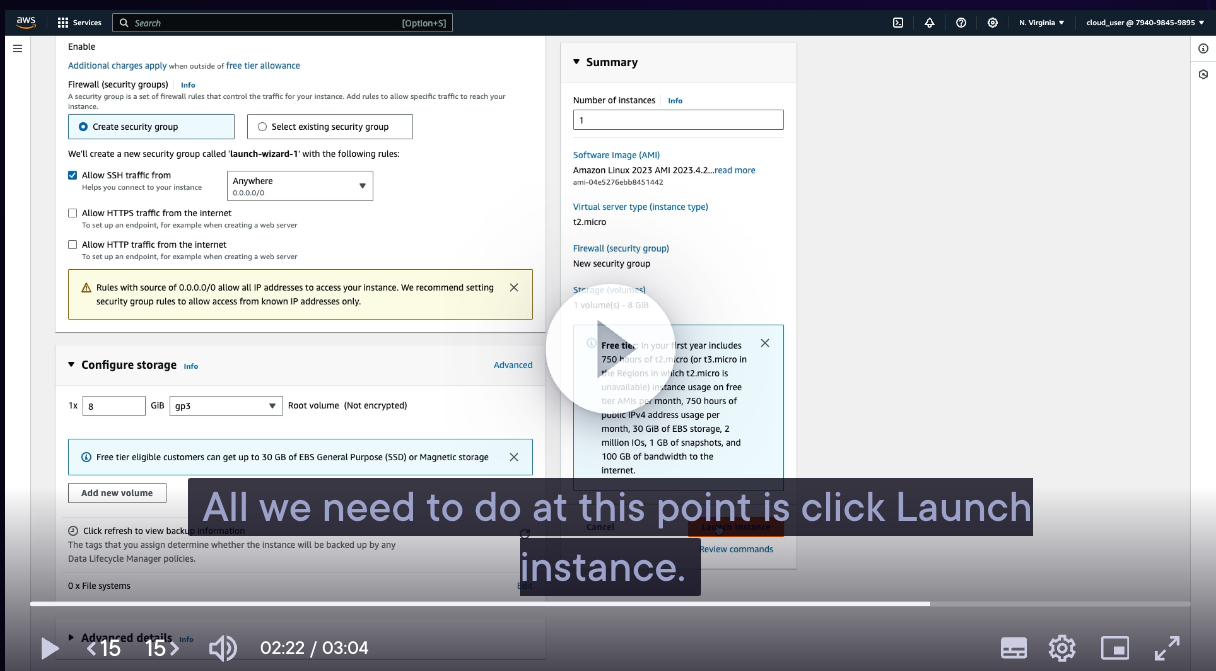 aws
Services
Search
[Option+S]
N. Virginia
cloud_user @ 7940-9845-9895
Enable
Additional charges apply when outside of free tier allowance
Firewall (security groups) Info
A security group is a set of firewall rules that control the traffic for your instance. Add rules to allow specific traffic to reach your
instance.
Create security group
Select existing security group
We'll create a new security group called 'launch-wizard-1' with the following rules:
Allow SSH traffic from
Helps you connect to your instance
Anywhere
0.0.0.0/0
Allow HTTPS traffic from the internet
To set up an endpoint, for example when creating a web server
Allow HTTP traffic from the internet
To set up an endpoint, for example when creating a web server
Rules with source of 0.0.0.0/0 allow all IP addresses to access your instance. We recommend setting
security group rules to allow access from known IP addresses only.
Configure storage Info
Advanced
1x 8 GiB gp3 Root volume (Not encrypted)
Free tier eligible customers can get up to 30 GB of EBS General Purpose (SSD) or Magnetic storage
Add new volume
Click refresh to view backup information
The tags that you assign determine whether the instance will be backed up by any
Data Lifecycle Manager policies.
0 x File systems
Advanced details Info
Summary
Number of instances Info
1
Software Image (AMI)
Amazon Linux 2023 AMI 2023.4.2...read more
ami-04e5276ebb8451442
Virtual server type (instance type)
t2.micro
Firewall (security group)
New security group
Storage (volumes)
1 volume(s) - 8 GiB
Free tier: In your first year includes
750 hours of t2.micro (or t3.micro in
the Regions in which t2.micro is
unavailable) instance usage on free
tier AMIs per month, 750 hours of
public IPv4 address usage per
month, 30 GiB of EBS storage, 2
million IOs, 1 GB of snapshots, and
100 GB of bandwidth to the
internet.
Cancel
Launch instance
Review commands
All we need to do at this point is click Launch
instance.
15 15
02:22 / 03:04